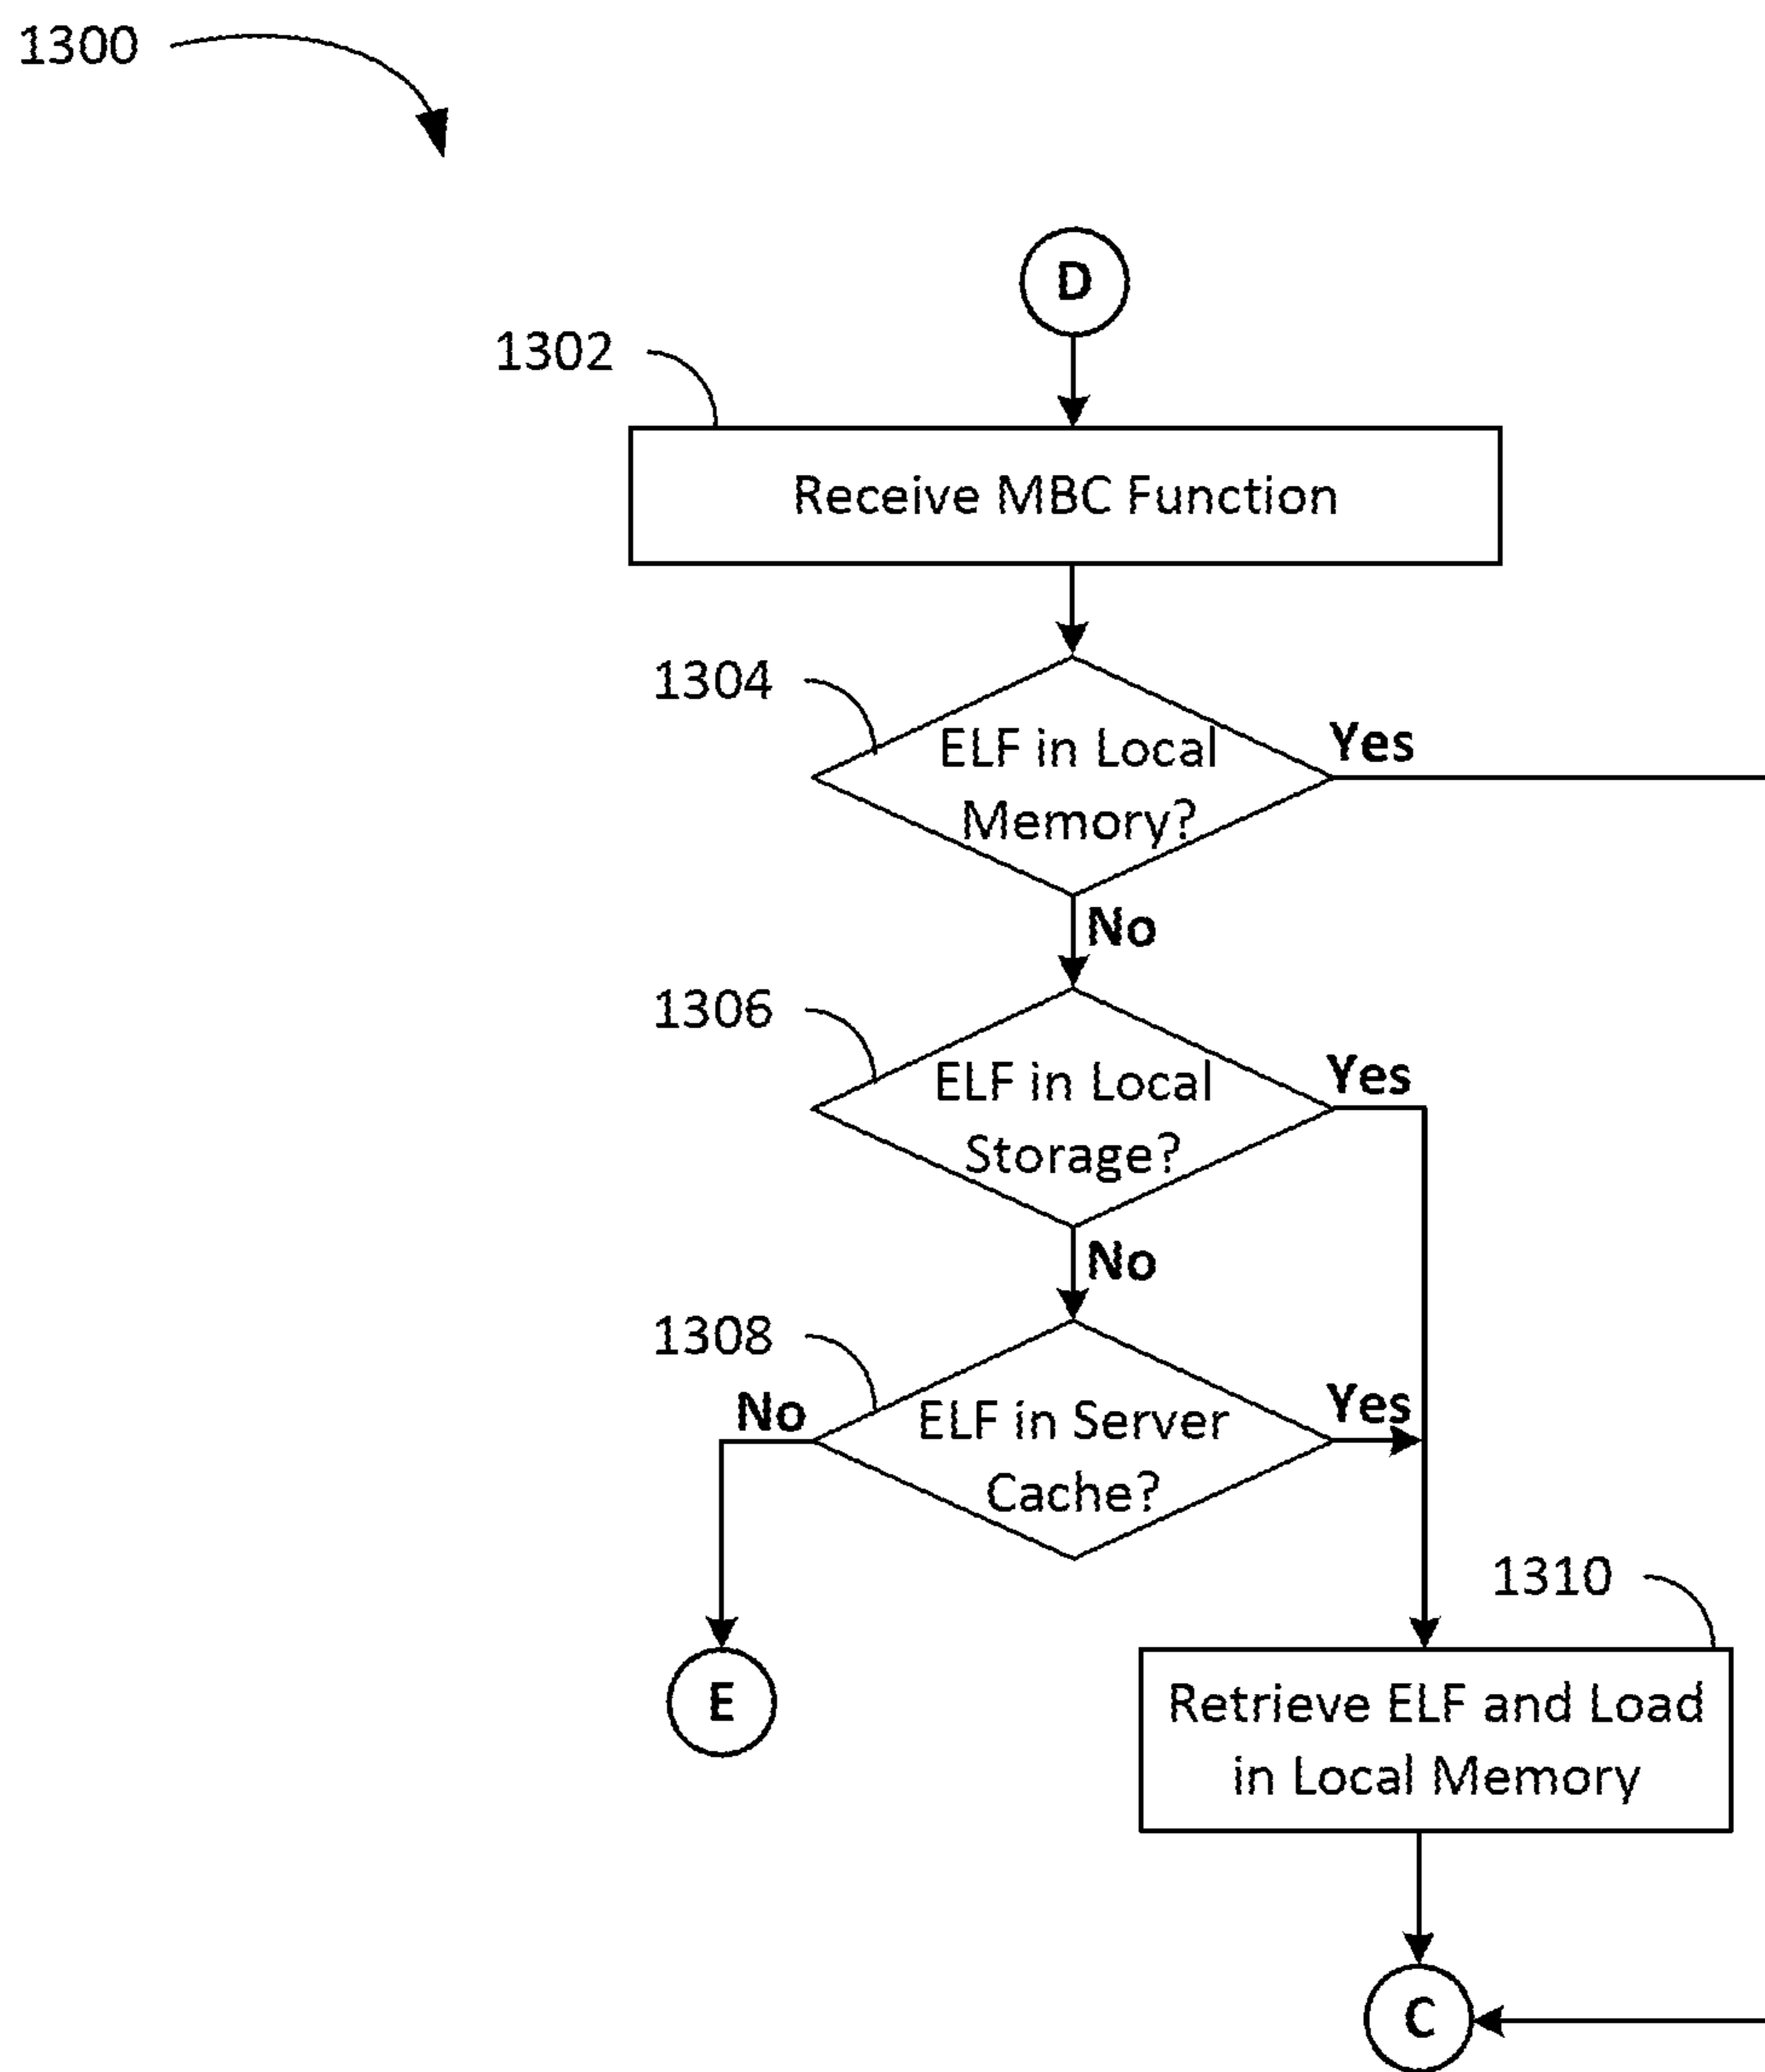 1300
D
1302
Receive MBC Function
1304
ELF in Local
Memory?
Yes
No
1306
ELF in Local
Storage?
Yes
No
1308
No
ELF in Server
Cache?
Yes
1310
E
Retrieve ELF and Load
in Local Memory
C